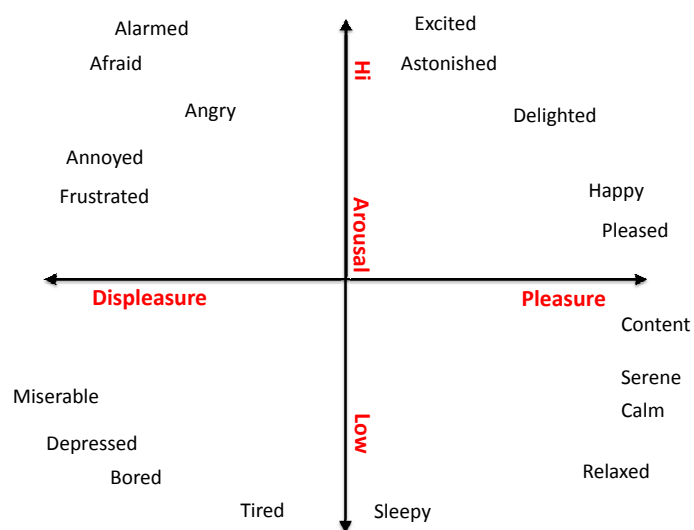 Alarmed
Excited
Afraid
Hi
Astonished
Angry
Delighted
Annoyed
Frustrated
Happy
Arousal
Pleased
Displeasure
Pleasure
Content
Serene
Miserable
Calm
Low
Depressed
Bored
Relaxed
Tired
Sleepy